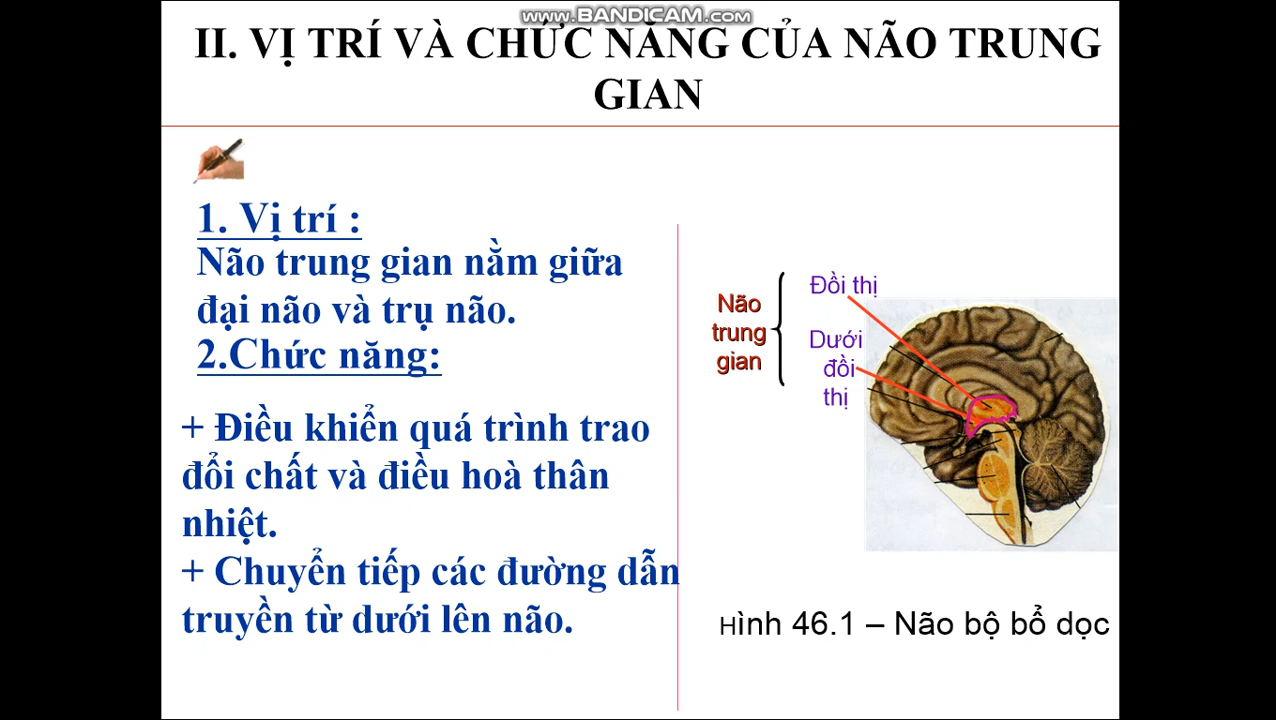 www.BANDICAM.com
II. VỊ TRÍ VÀ CHỨC NĂNG CỦA NÃO TRUNG
GIAN
1. Vị trí :
Não trung gian nằm giữa
đại não và trụ não.
2.Chức năng:
+ Điều khiển quá trình trao
đổi chất và điều hoà thân
nhiệt.
+ Chuyển tiếp các đường dẫn
truyền từ dưới lên não.
Não
trung
gian
Đồi thị
Dưới
đồi
thị
Hình 46.1 – Não bộ bổ dọc